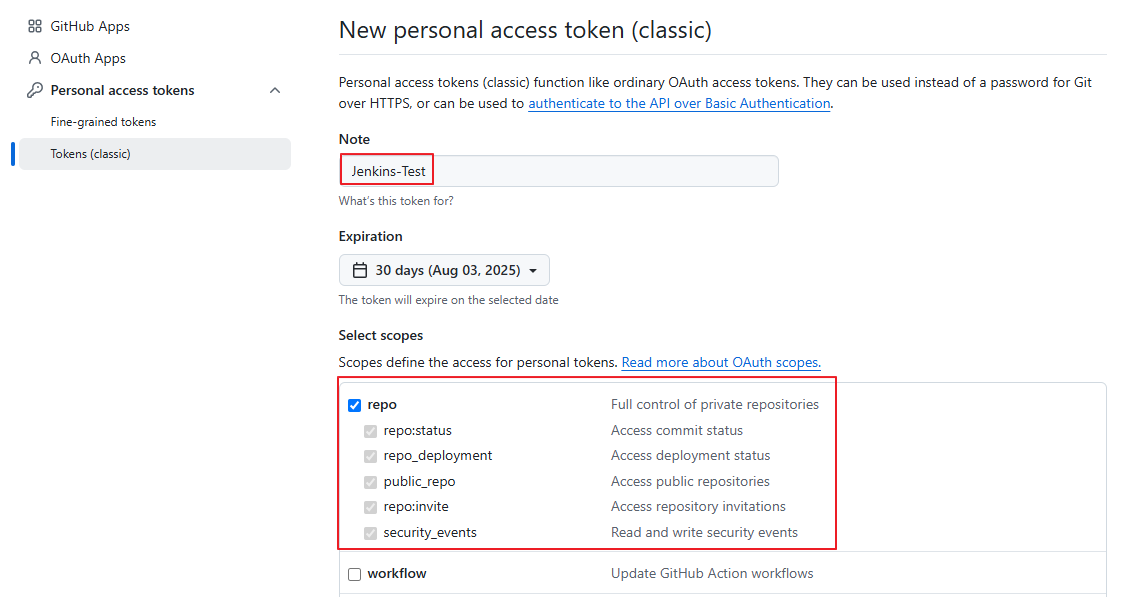 GitHub Apps
OAuth Apps
Personal access tokens
Fine-grained tokens
Tokens (classic)
New personal access token (classic)
Personal access tokens (classic) function like ordinary OAuth access tokens. They can be used instead of a password for Git
over HTTPS, or can be used to authenticate to the API over Basic Authentication.
Note
Jenkins-Test
What's this token for?
Expiration
30 days (Aug 03, 2025)
The token will expire on the selected date
Select scopes
Scopes define the access for personal tokens. Read more about OAuth scopes.
repo Full control of private repositories
repo:status Access commit status
repo_deployment Access deployment status
public_repo Access public repositories
repo:invite Access repository invitations
security_events Read and write security events
workflow Update GitHub Action workflows